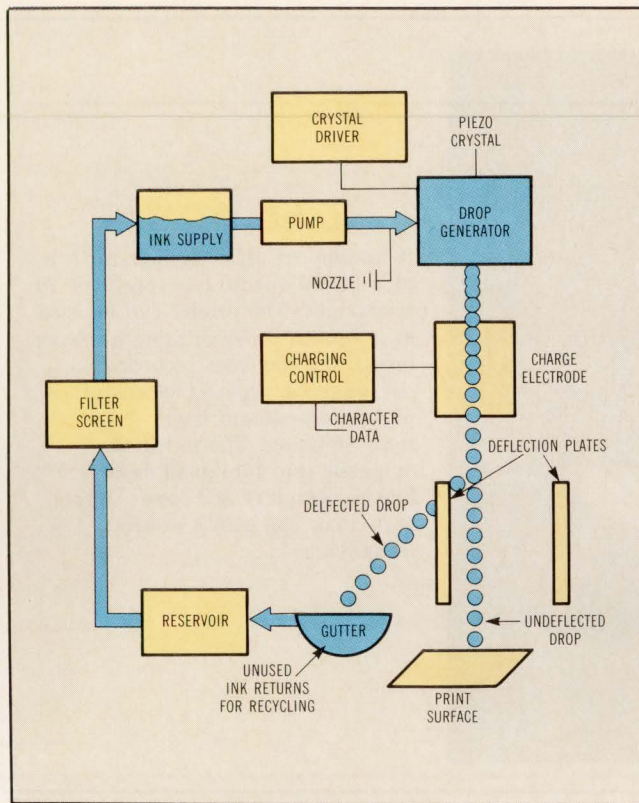 CRYSTAL
DRIVER
PIEZO
CRYSTAL
DROP
GENERATOR
INK SUPPLY
PUMP
NOZZLE
CHARGING
CONTROL
CHARGE
ELECTRODE
FILTER
SCREEN
CHARACTER
DATA
DEFLECTION PLATES
DELFECTED DROP
RESERVOIR
GUTTER
UNDEFLECTED
DROP
UNUSED
INK RETURNS
FOR RECYCLING
PRINT
SURFACE